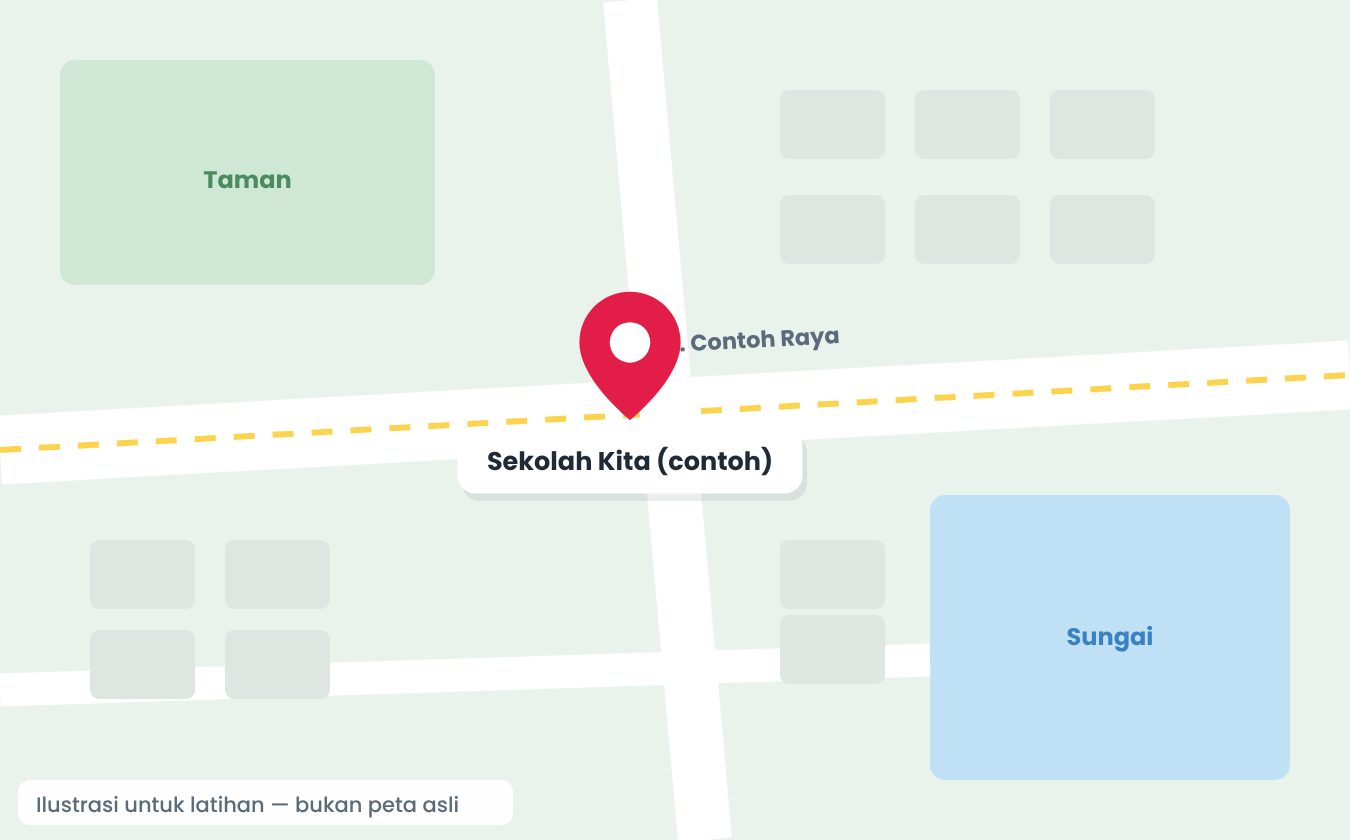 Taman
. Contoh Raya
Sekolah Kita (contoh)
Sungai
Ilustrasi untuk latihan — bukan peta asli